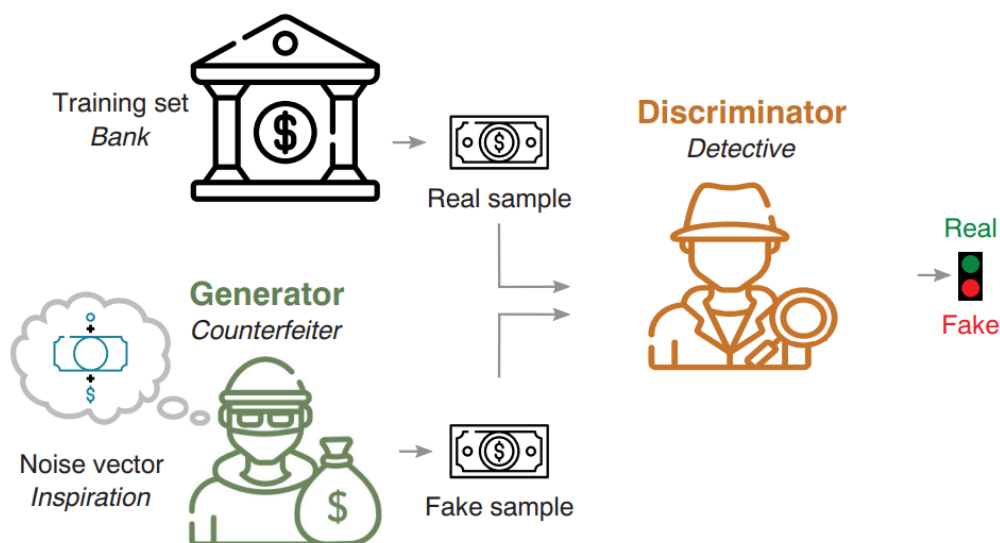 Training set
Bank
$
$
Real sample
Discriminator
Detective
Real
Fake
Generator
Counterfeiter
+
+
$
Noise vector
Inspiration
$
$
Fake sample